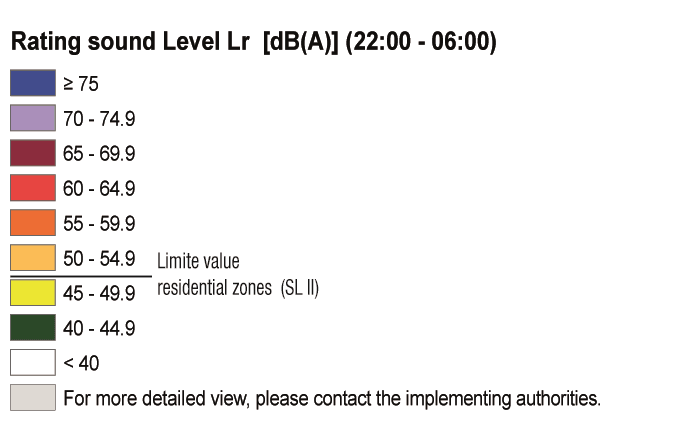 Rating sound Level Lr [dB(A)] (22:00 - 06:00)
≥ 75
70 - 74.9
65 - 69.9
60 - 64.9
55 - 59.9
50 - 54.9
Limite value
residential zones (SL II)
45 - 49.9
40 - 44.9
< 40
For more detailed view, please contact the implementing authorities.